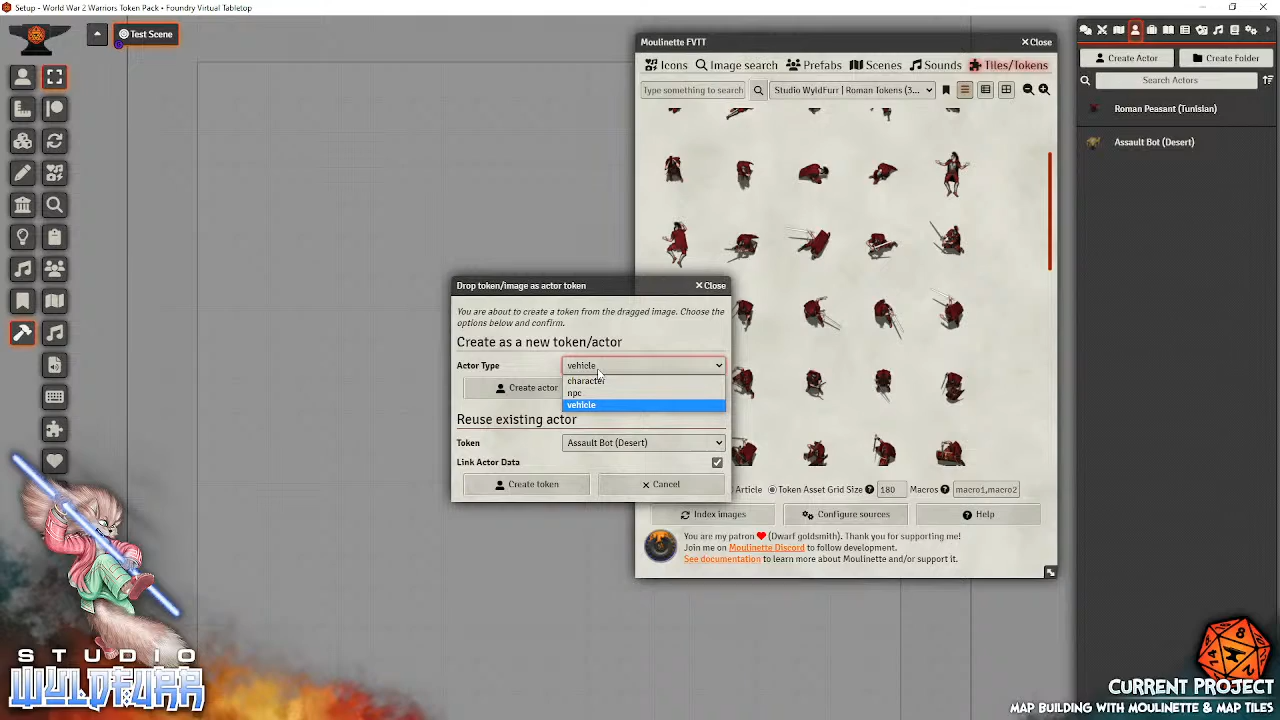 Setup - World War 2 Warriors Token Pack • Foundry Virtual Tabletop
Test Scene
Moulinette FVTT
Close
Icons
Image search
Prefabs
Scenes
Sounds
Tiles/Tokens
Type something to search
Studio WyldFurr | Roman Tokens (3...
Create Actor
Create Folder
Search Actors
Roman Peasant (Tunisian)
Assault Bot (Desert)
Drop token/image as actor token
Close
You are about to create a token from the dragged image. Choose the
options below and confirm.
Create as a new token/actor
Actor Type
vehicle
character
npc
vehicle
Create actor
Reuse existing actor
Token
Assault Bot (Desert)
Link Actor Data
Create token
Cancel
Article
Token Asset Grid Size
180
Macros
macro1,macro2
Index images
Configure sources
Help
You are my patron ❤ (Dwarf goldsmith). Thank you for supporting me!
Join me on Moulinette Discord to follow development.
See documentation to learn more about Moulinette and/or support it.
STUDIO
WYLDFURR
8
CURRENT PROJECT
MAP BUILDING WITH MOULINETTE & MAP TILES